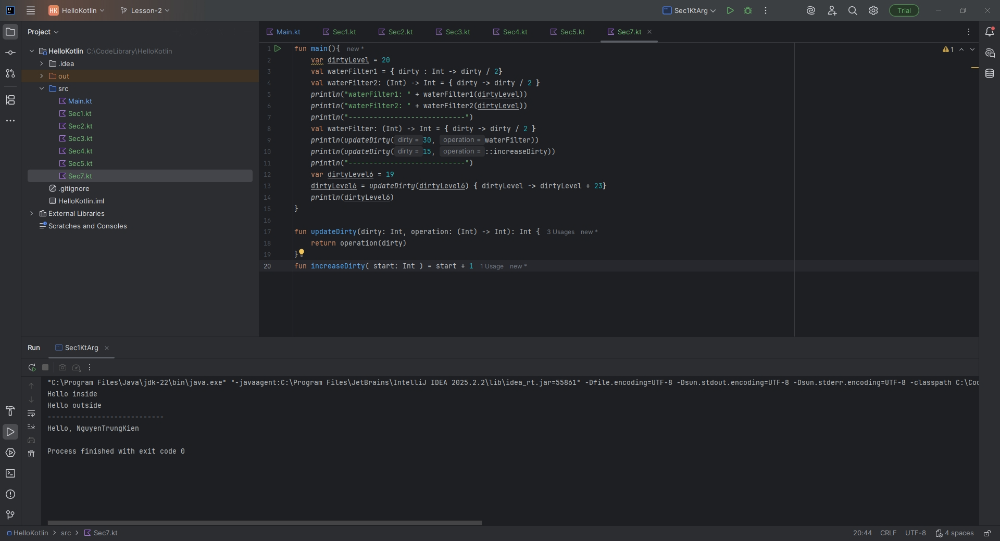 HK HelloKotlin Lesson-2 Sec1KtArg Trial
Project
Main.kt Sec1.kt Sec2.kt Sec3.kt Sec4.kt Sec5.kt Sec7.kt
HelloKotlin C:\CodeLibrary\HelloKotlin
.idea
out
src
Main.kt
Sec1.kt
Sec2.kt
Sec3.kt
Sec4.kt
Sec5.kt
Sec7.kt
.gitignore
HelloKotlin.iml
External Libraries
Scratches and Consoles
1 fun main(){ new *
2 var dirtyLevel = 20
3 val waterFilter1 = { dirty : Int -> dirty / 2}
4 val waterFilter2: (Int) -> Int = { dirty -> dirty / 2 }
5 println("waterFilter1: " + waterFilter1(dirtyLevel))
6 println("waterFilter2: " + waterFilter2(dirtyLevel))
7 println("----------------------------")
8 val waterFilter: (Int) -> Int = { dirty -> dirty / 2 }
9 println(updateDirty( dirty = 30, operation = waterFilter))
10 println(updateDirty( dirty = 15, operation = ::increaseDirty))
11 println("----------------------------")
12 var dirtyLevel6 = 19
13 dirtyLevel6 = updateDirty(dirtyLevel6) { dirtyLevel -> dirtyLevel + 23}
14 println(dirtyLevel6)
15 }
16
17 fun updateDirty(dirty: Int, operation: (Int) -> Int): Int { 3 Usages new *
18 return operation(dirty)
19 }
20 fun increaseDirty( start: Int ) = start + 1 1 Usage new *
1
Run Sec1KtArg
"C:\Program Files\Java\jdk-22\bin\java.exe" "-javaagent:C:\Program Files\JetBrains\IntelliJ IDEA 2025.2.2\lib\idea_rt.jar=55861" -Dfile.encoding=UTF-8 -Dsun.stdout.encoding=UTF-8 -Dsun.stderr.encoding=UTF-8 -classpath C:\Cod
Hello inside
Hello outside
----------------------------
Hello, NguyenTrungKien
Process finished with exit code 0
HelloKotlin > src > Sec7.kt 20:44 CRLF UTF-8 4 spaces